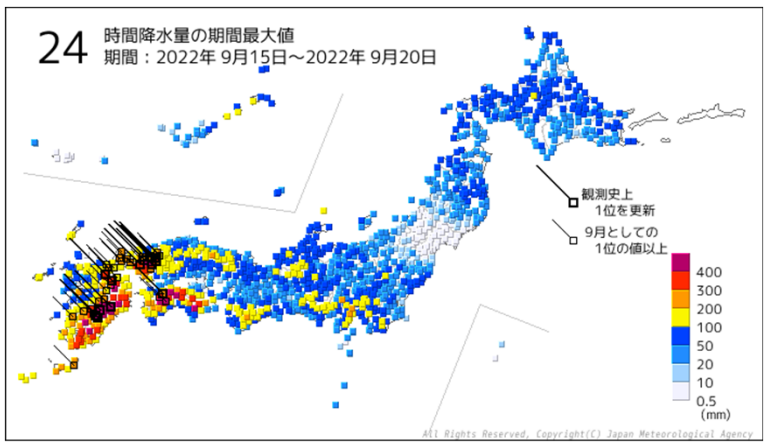 24 時間降水量の期間最大値
期間：2022年 9月15日～2022年 9月20日
観測史上
1位を更新
9月としての
1位の値以上
400
300
200
100
50
20
10
0.5
(mm)
All Rights Reserved, Copyright(C) Japan Meteorological Agency